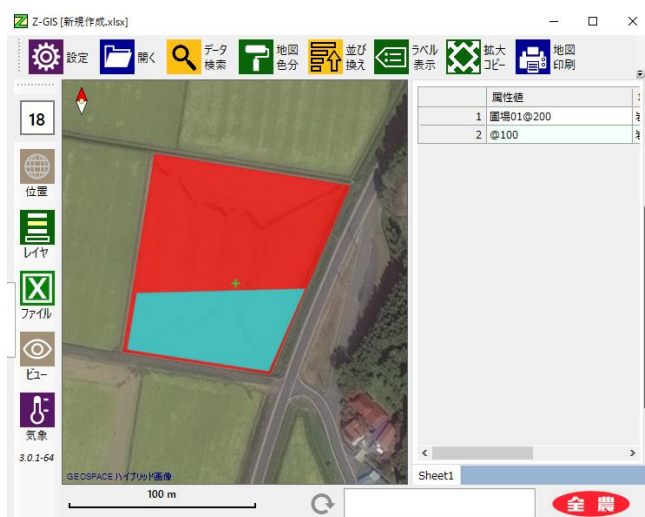 Z-GIS [新規作成.xlsx]
設定
開く
データ
検索
地図
色分
並び
換え
ラベル
表示
拡大
コピー
地図
印刷
18
位置
レイヤ
ファイル
ビュー
気象
3.0.1-64
属性値
1 圃場01@200
2 @100
GEOSPACE ハイブリッド画像
Sheet1
100 m
全農